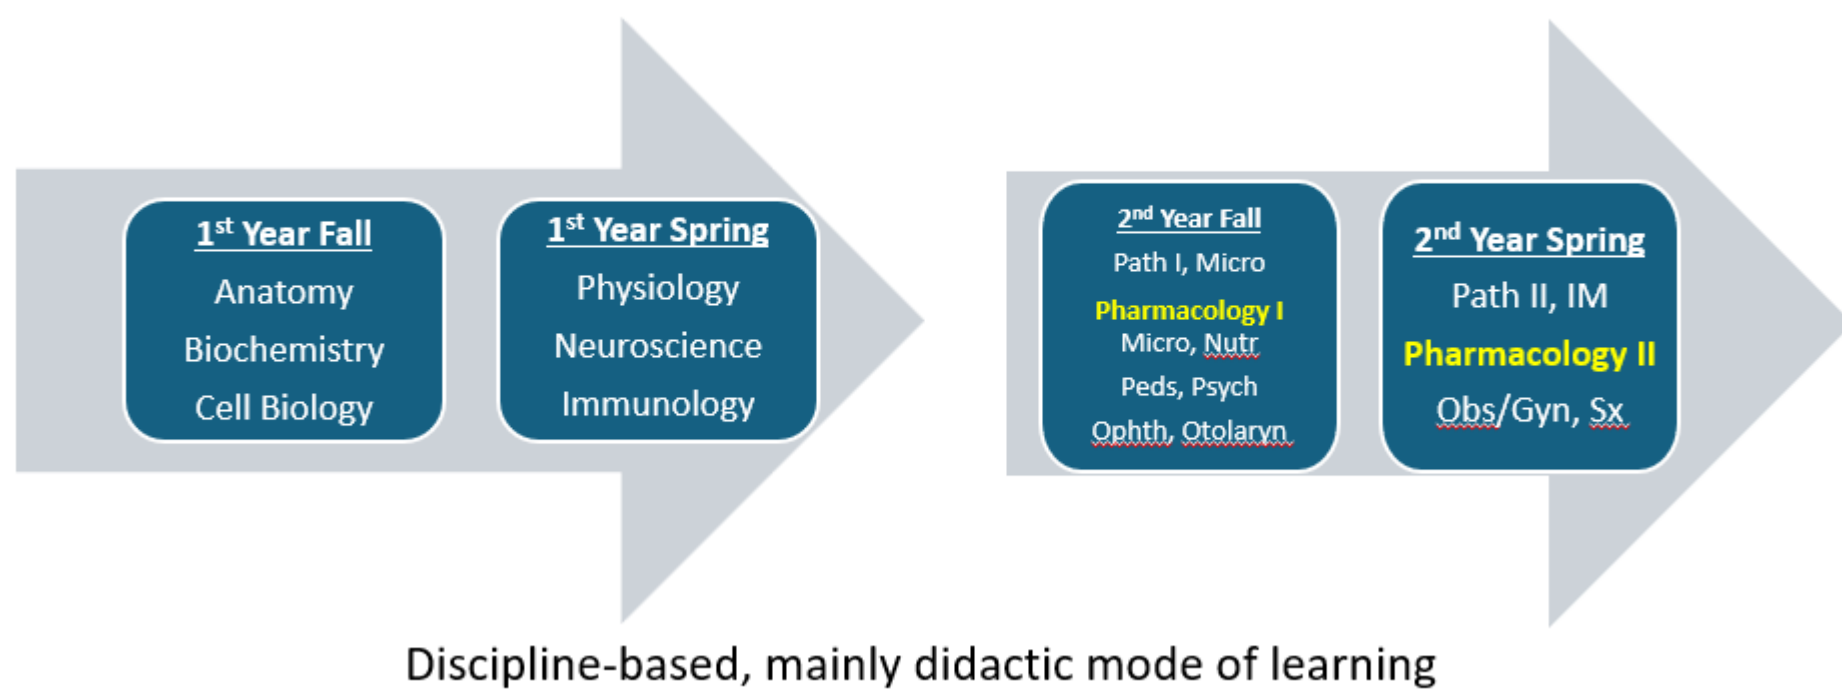 1st Year Fall
Anatomy
Biochemistry
Cell Biology
1st Year Spring
Physiology
Neuroscience
Immunology
2nd Year Fall
Path I, Micro
Pharmacology I
Micro, Nutr
Peds, Psych
Ophth, Otolaryn
2nd Year Spring
Path II, IM
Pharmacology II
Obs/Gyn, Sx
Discipline-based, mainly didactic mode of learning